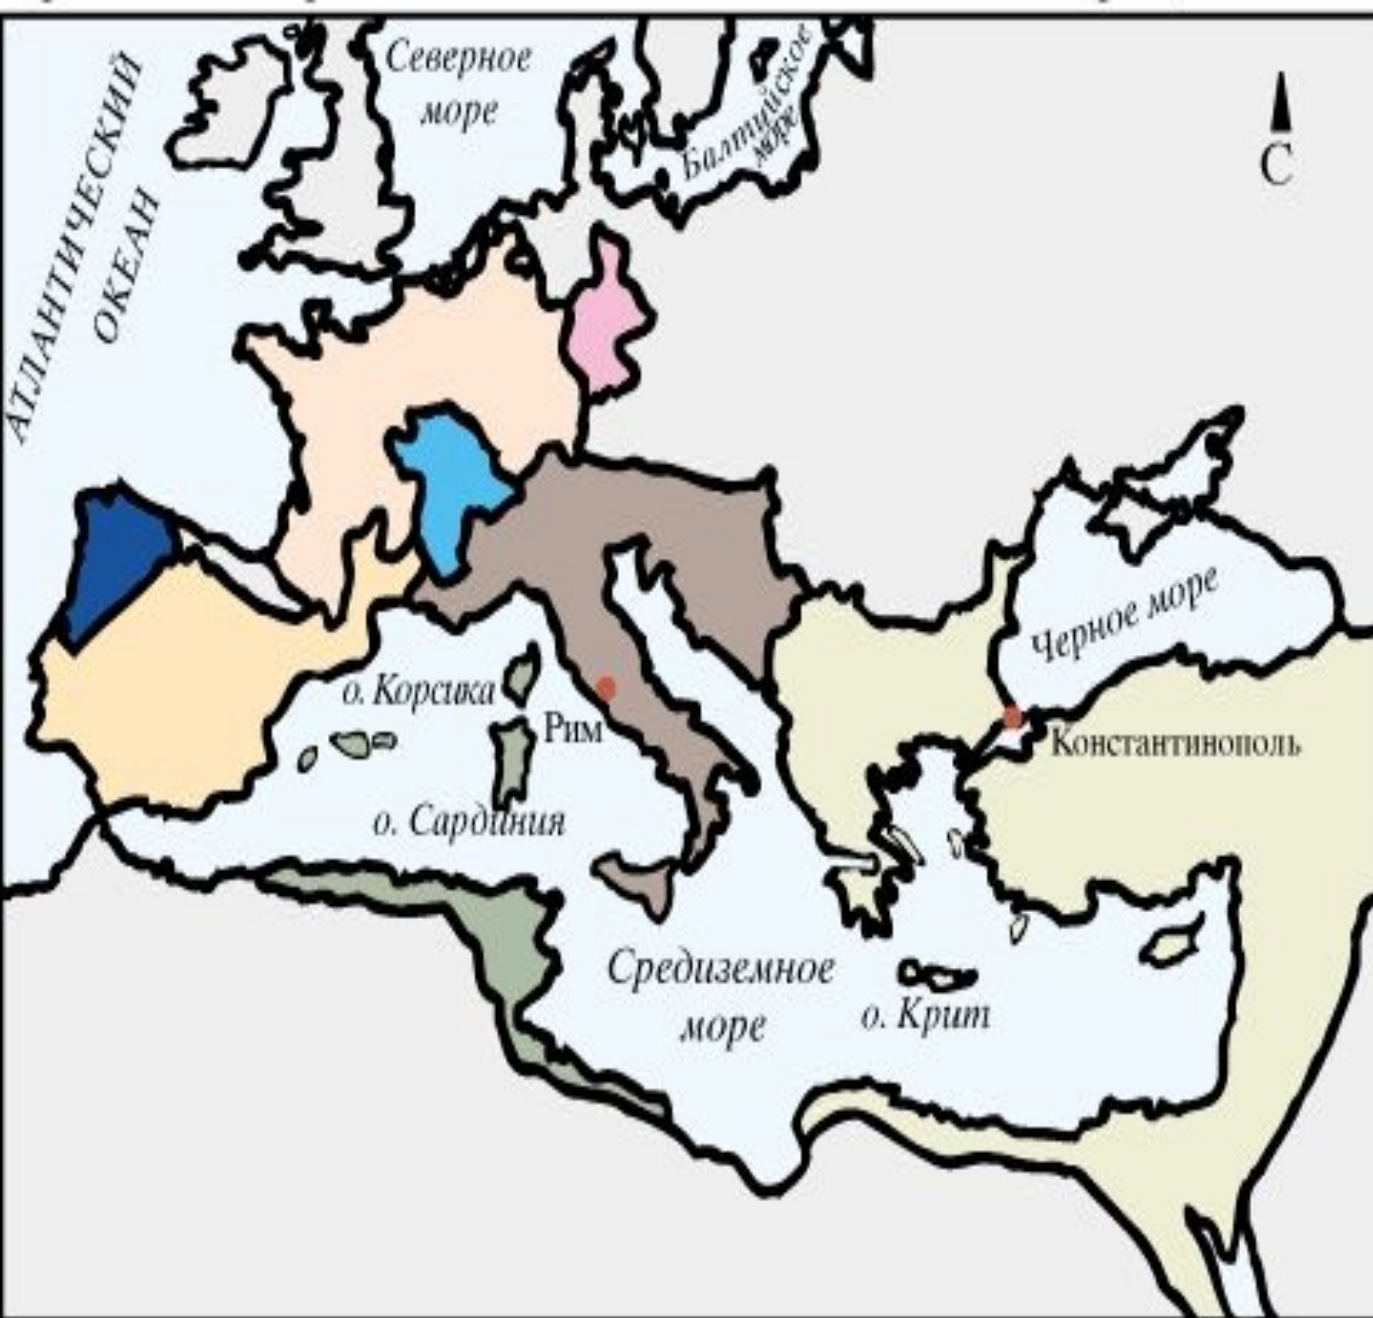 АТЛАНТИЧЕСКИЙ
ОКЕАН
Северное
море
Балтийское
море
С
Черное море
о. Корсика
Рим
Константинополь
о. Сардиния
Средиземное
море
о. Крит